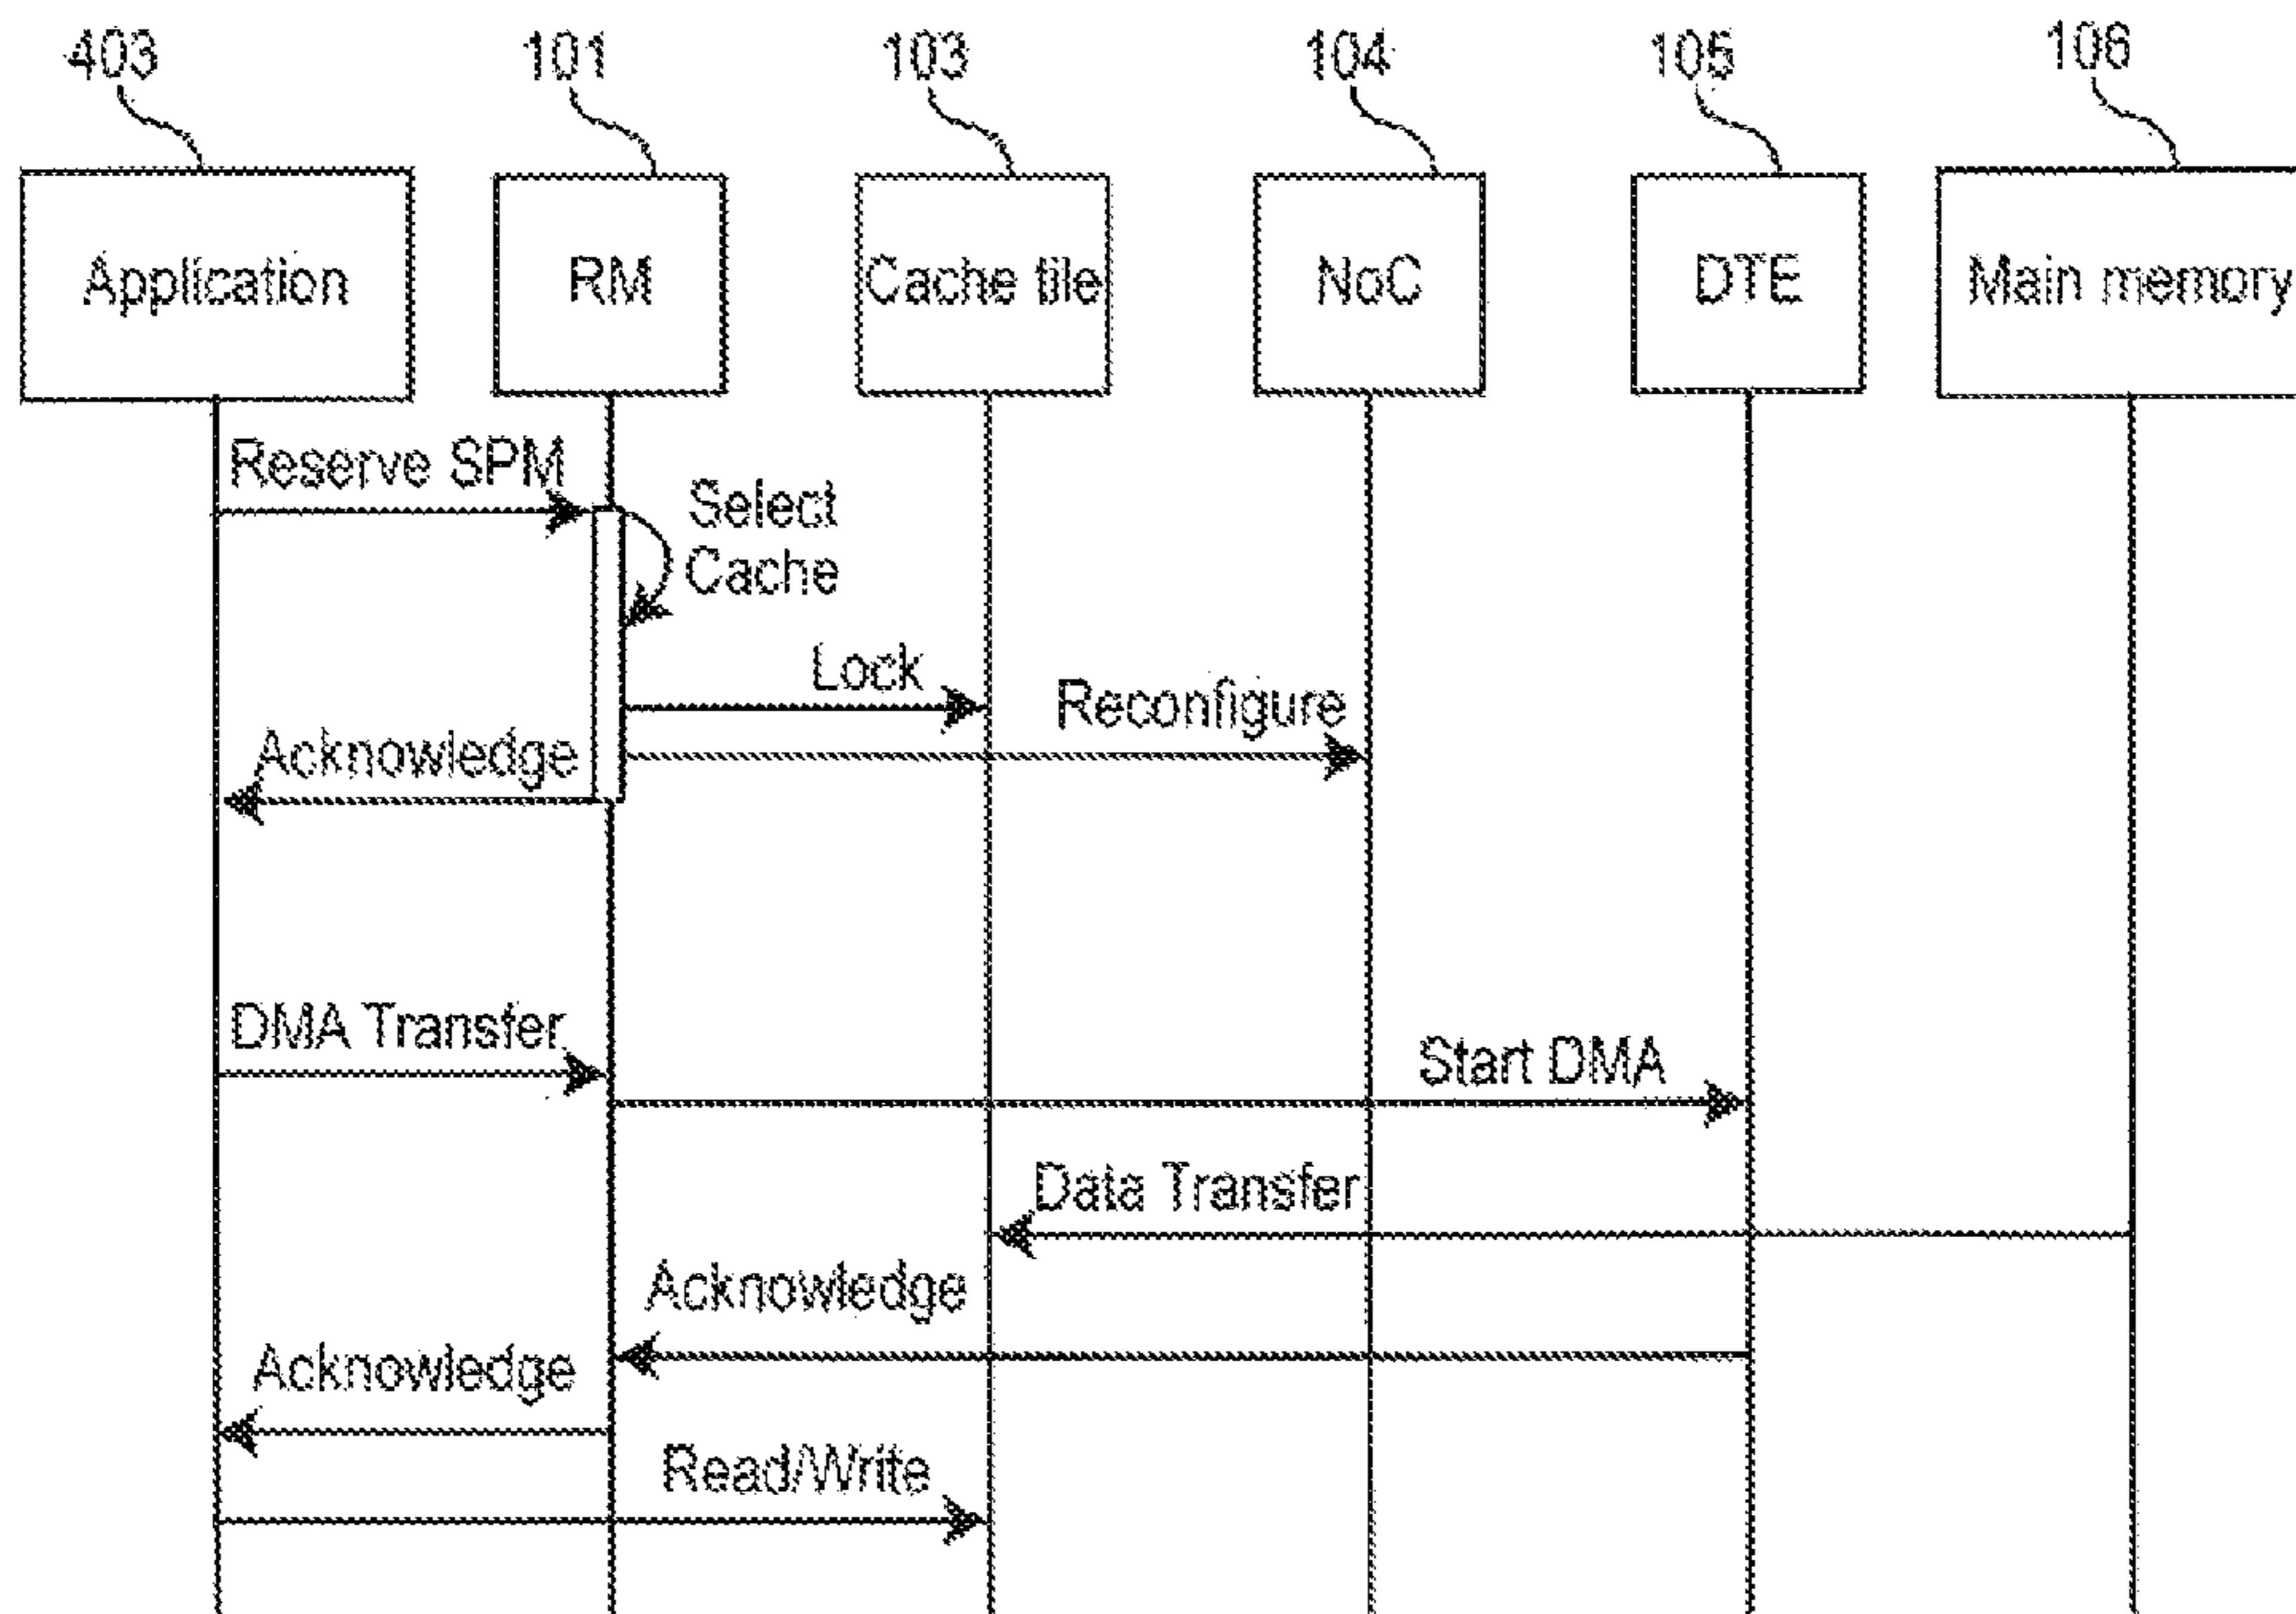 403 101 103 104 105 106
Application RM Cache tile NoC DTE Main memory
Reserve SPM
Select
Cache
Lock
Reconfigure
Acknowledge
DMA Transfer
Start DMA
Data Transfer
Acknowledge
Acknowledge
Read/Write